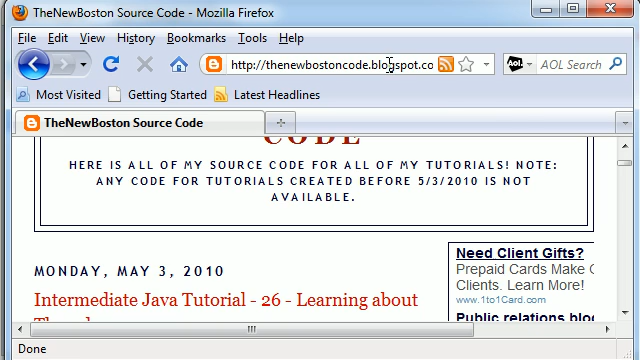 TheNewBoston Source Code - Mozilla Firefox
File Edit View History Bookmarks Tools Help
http://thenewbostoncode.blogspot.co
AOL AOL Search
Most Visited Getting Started Latest Headlines
TheNewBoston Source Code
CODE
HERE IS ALL OF MY SOURCE CODE FOR ALL OF MY TUTORIALS! NOTE:
ANY CODE FOR TUTORIALS CREATED BEFORE 5/3/2010 IS NOT
AVAILABLE.
MONDAY, MAY 3, 2010
Intermediate Java Tutorial - 26 - Learning about
Need Client Gifts?
Prepaid Cards Make
Clients. Learn More!
www.1to1Card.com
Public relations blog
Done